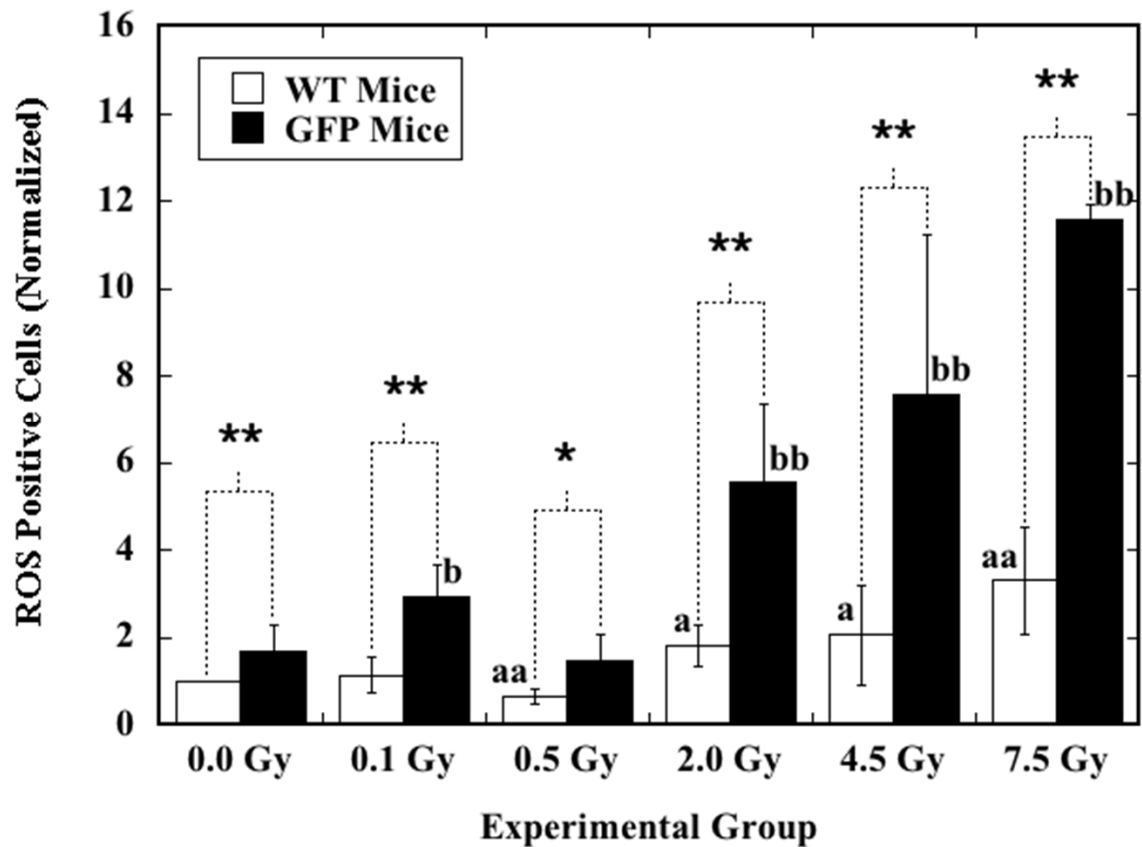 ROS Positive Cells (Normalized)
16
14
12
10
8
6
4
2
0
WT Mice
GFP Mice
**
**
*
**
**
**
b
aa
a
bb
a
bb
aa
bb
0.0 Gy 0.1 Gy 0.5 Gy 2.0 Gy 4.5 Gy 7.5 Gy
Experimental Group